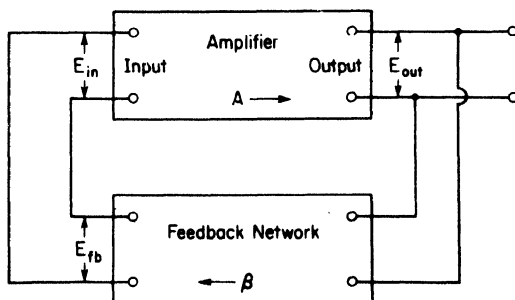 Amplifier
E_in Input Output E_out
A →
Feedback Network
E_fb
← β